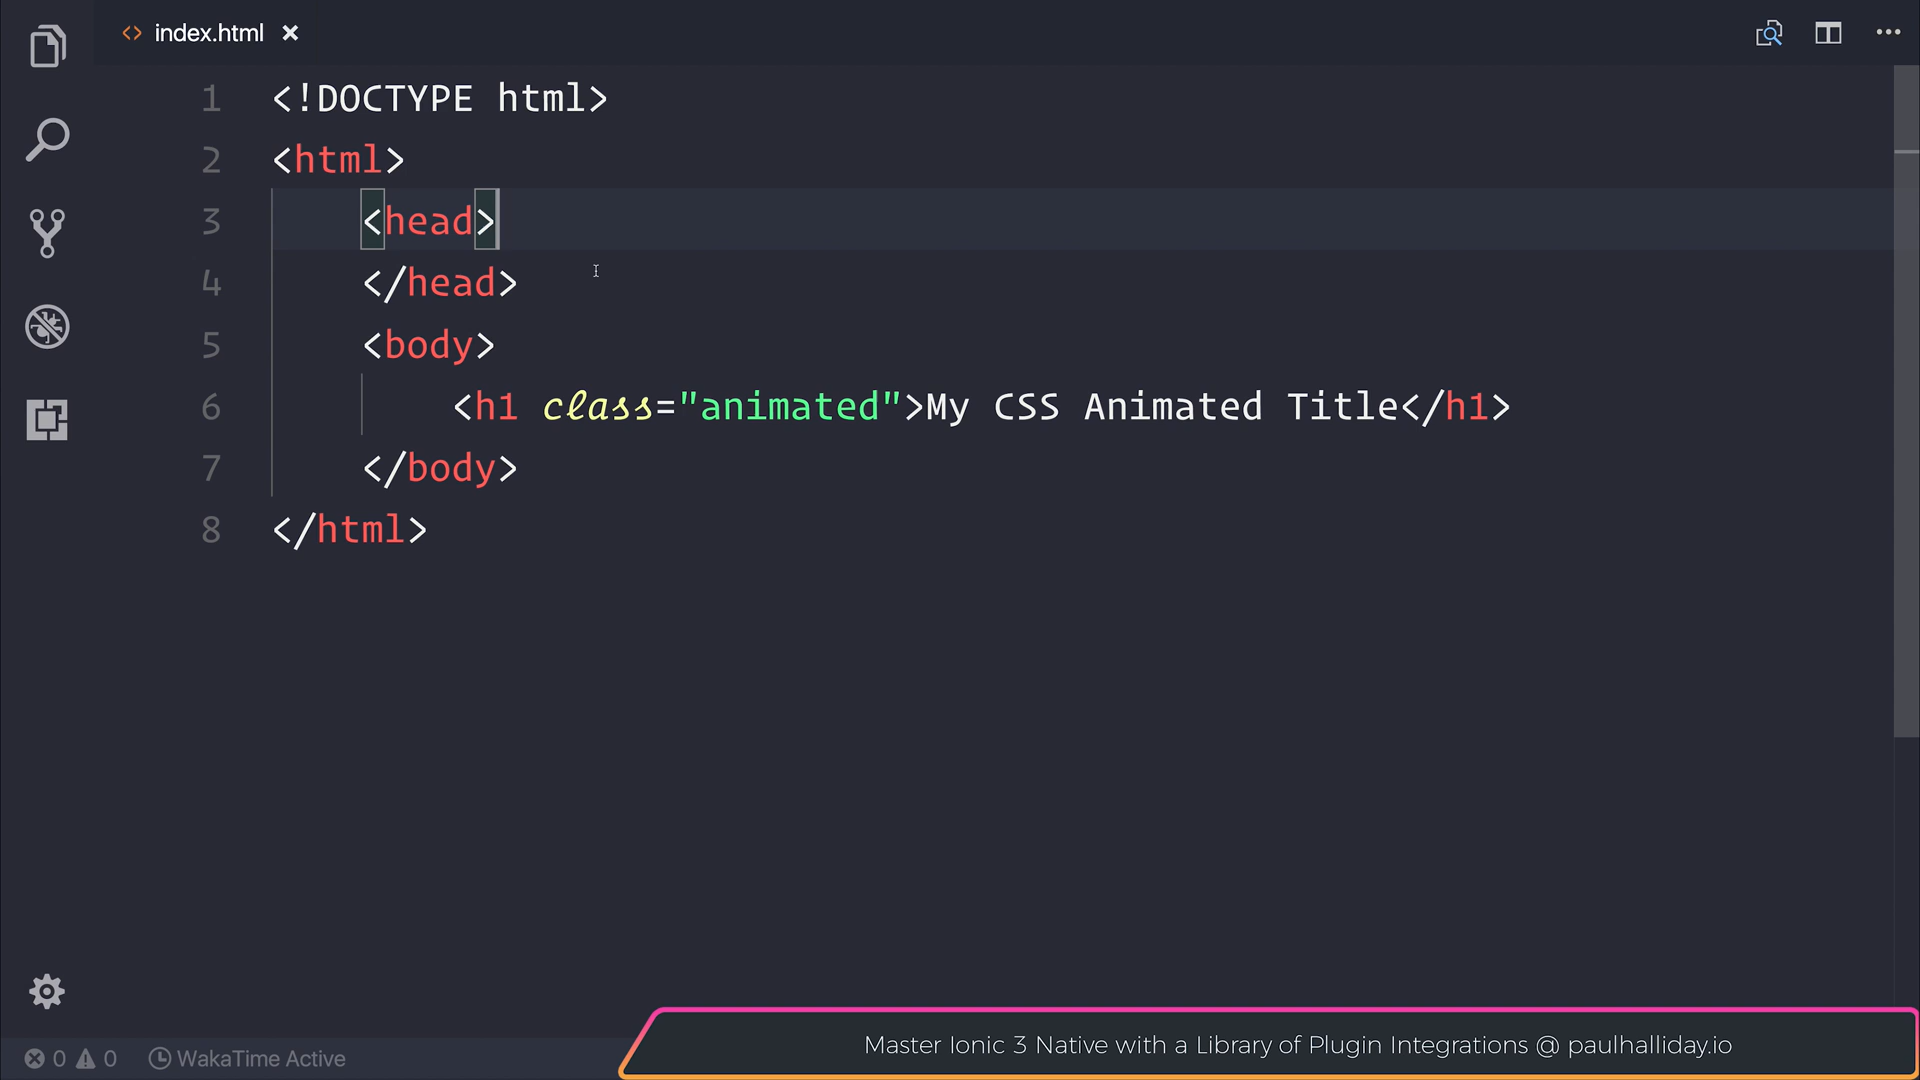 index.html
1 <!DOCTYPE html>
2 <html>
3 <head>
4 </head>
5 <body>
6 <h1 class="animated">My CSS Animated Title</h1>
7 </body>
8 </html>
0 0 WakaTime Active
Master Ionic 3 Native with a Library of Plugin Integrations @ paulhalliday.io